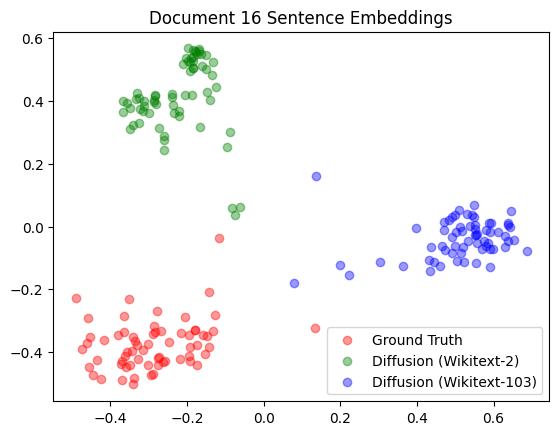 Document 16 Sentence Embeddings
0.6
0.4
0.2
0.0
−0.2
−0.4
−0.4 −0.2 0.0 0.2 0.4 0.6
Ground Truth
Diffusion (Wikitext-2)
Diffusion (Wikitext-103)